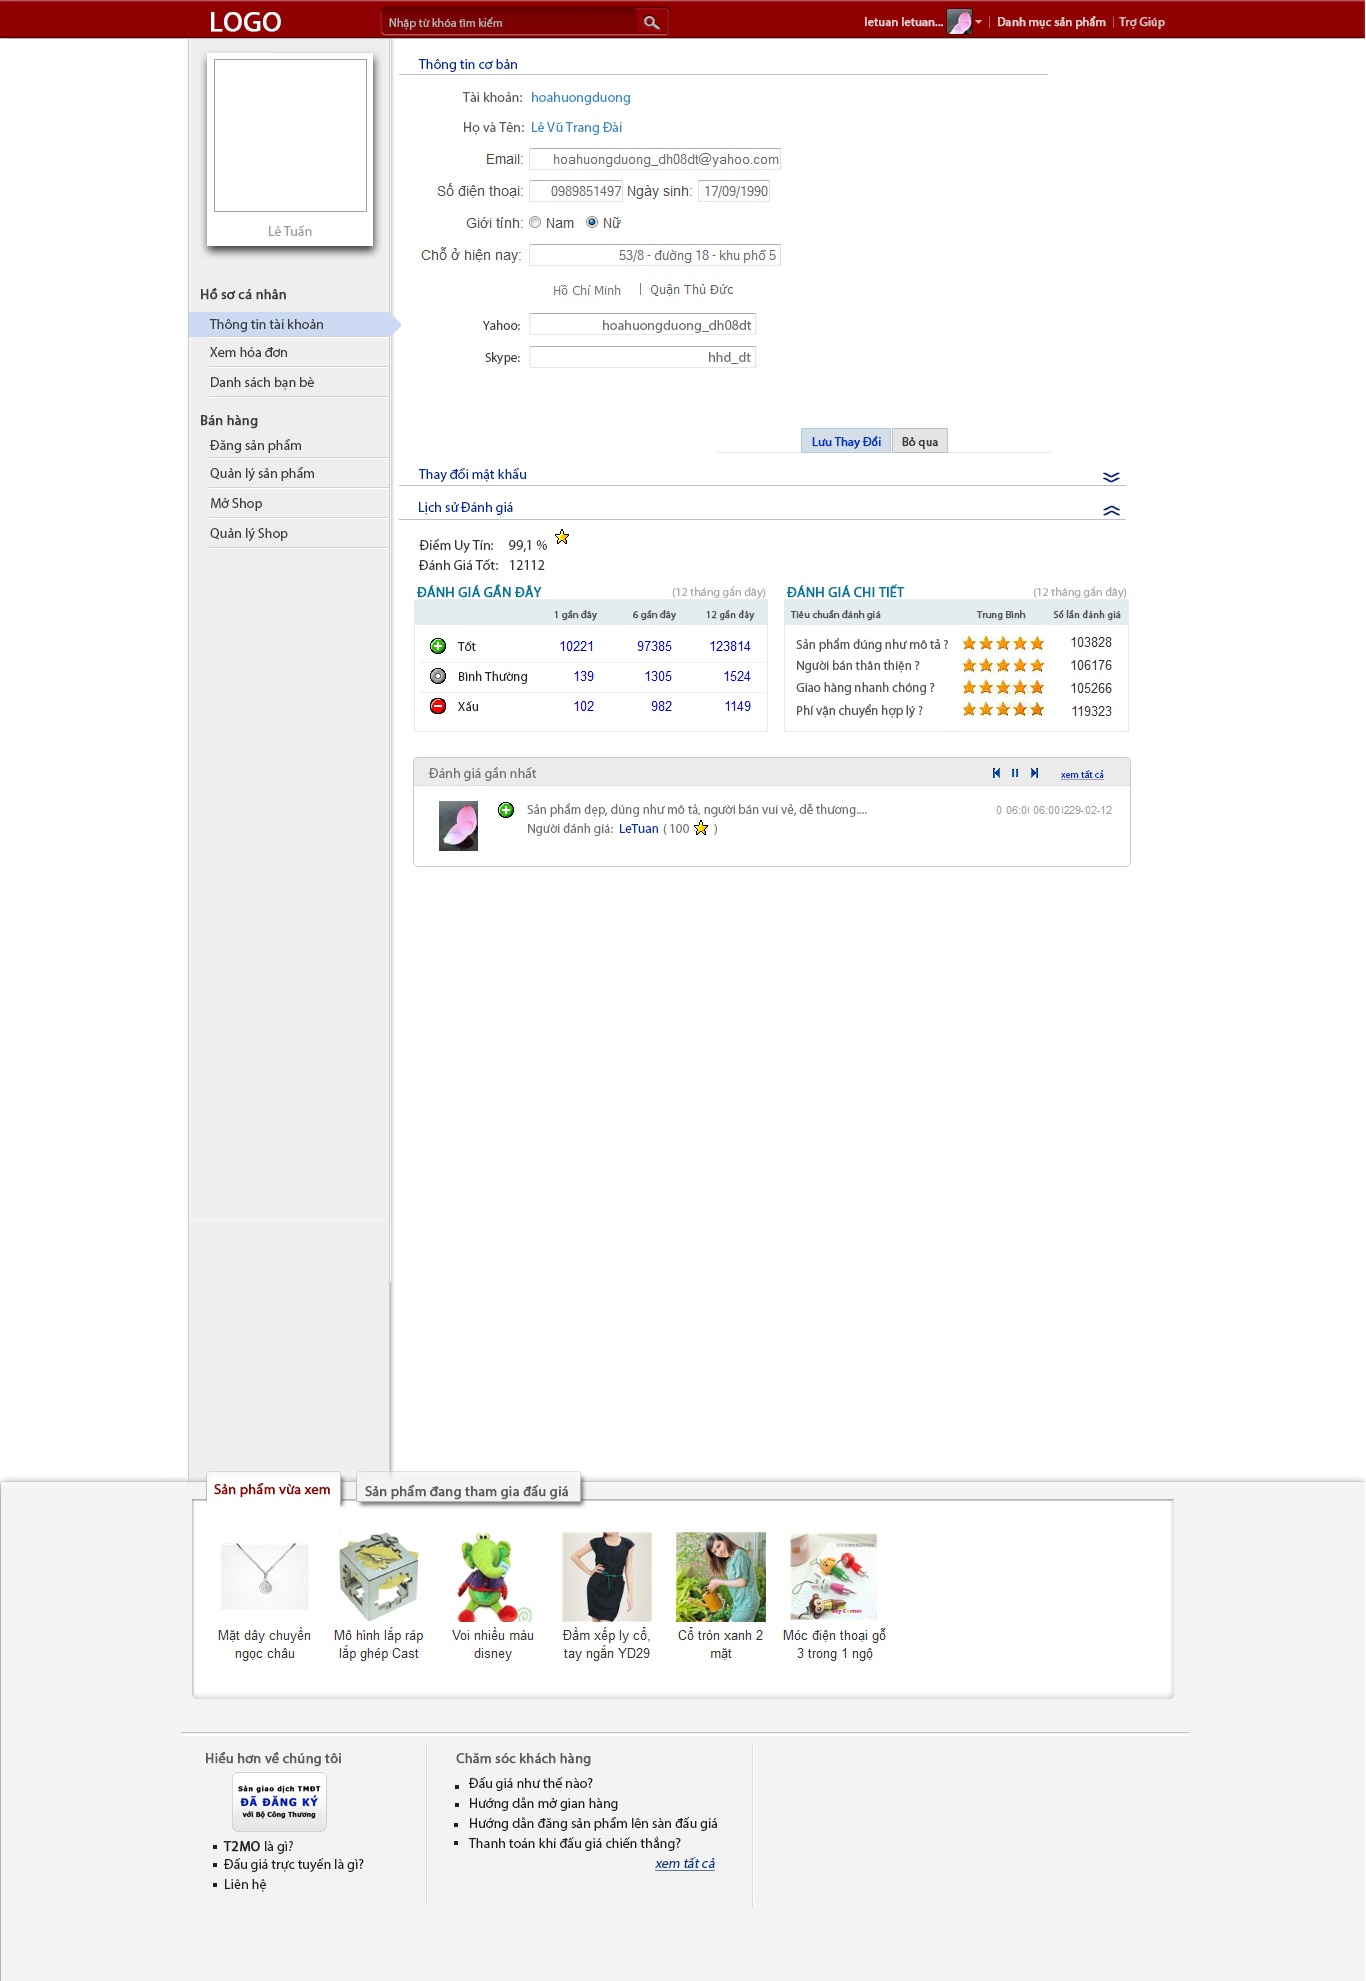 LOGO
Nhập từ khóa tìm kiếm
letuan letuan...
Danh mục sản phẩm
Trợ Giúp
Lê Tuấn
Hồ sơ cá nhân
Thông tin tài khoản
Xem hóa đơn
Danh sách bạn bè
Bán hàng
Đăng sản phẩm
Quản lý sản phẩm
Mở Shop
Quản lý Shop
Thông tin cơ bản
Tài khoản: hoahuongduong
Họ và Tên: Lê Vũ Trang Đài
Email: hoahuongduong_dh08dt@yahoo.com
Số điện thoại: 0989851497 Ngày sinh: 17/09/1990
Giới tính: Nam Nữ
Chỗ ở hiện nay: 53/8 - đường 18 - khu phố 5
Hồ Chí Minh | Quận Thủ Đức
Yahoo: hoahuongduong_dh08dt
Skype: hhd_dt
Lưu Thay Đổi Bỏ qua
Thay đổi mật khẩu
Lịch sử Đánh giá
Điểm Uy Tín: 99,1 %
Đánh Giá Tốt: 12112
ĐÁNH GIÁ GẦN ĐÂY (12 tháng gần đây)
1 gần đây 6 gần đây 12 gần đây
Tốt 10221 97385 123814
Bình Thường 139 1305 1524
Xấu 102 982 1149
ĐÁNH GIÁ CHI TIẾT (12 tháng gần đây)
Tiêu chuẩn đánh giá Trung Bình Số lần đánh giá
Sản phẩm đúng như mô tả ? 103828
Người bán thân thiện ? 106176
Giao hàng nhanh chóng ? 105266
Phí vận chuyển hợp lý ? 119323
Đánh giá gần nhất xem tất cả
Sản phẩm đẹp, đúng như mô tả, người bán vui vẻ, dễ thương....
Người đánh giá: LeTuan ( 100 )
Sản phẩm vừa xem
Sản phẩm đang tham gia đấu giá
Mặt dây chuyền
ngọc châu
Mô hình lắp ráp
lắp ghép Cast
Voi nhiều màu
disney
Đầm xếp ly cổ,
tay ngắn YD29
Cổ tròn xanh 2
mặt
Móc điện thoại gỗ
3 trong 1 ngộ
Hiểu hơn về chúng tôi
Sàn giao dịch TMĐT
ĐÃ ĐĂNG KÝ
với Bộ Công Thương
T2MO là gì?
Đấu giá trực tuyến là gì?
Liên hệ
Chăm sóc khách hàng
Đấu giá như thế nào?
Hướng dẫn mở gian hàng
Hướng dẫn đăng sản phẩm lên sàn đấu giá
Thanh toán khi đấu giá chiến thắng?
xem tất cả